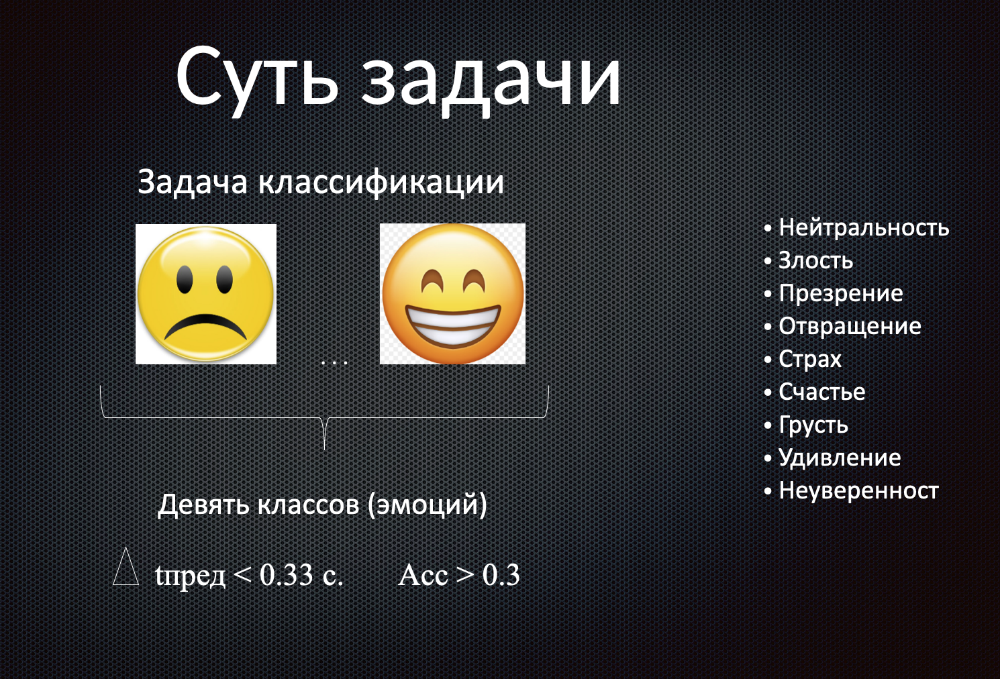 Суть задачи
Задача классификации
...
Девять классов (эмоций)
tпред < 0.33 с. Acc > 0.3
• Нейтральность
• Злость
• Презрение
• Отвращение
• Страх
• Счастье
• Грусть
• Удивление
• Неуверенност